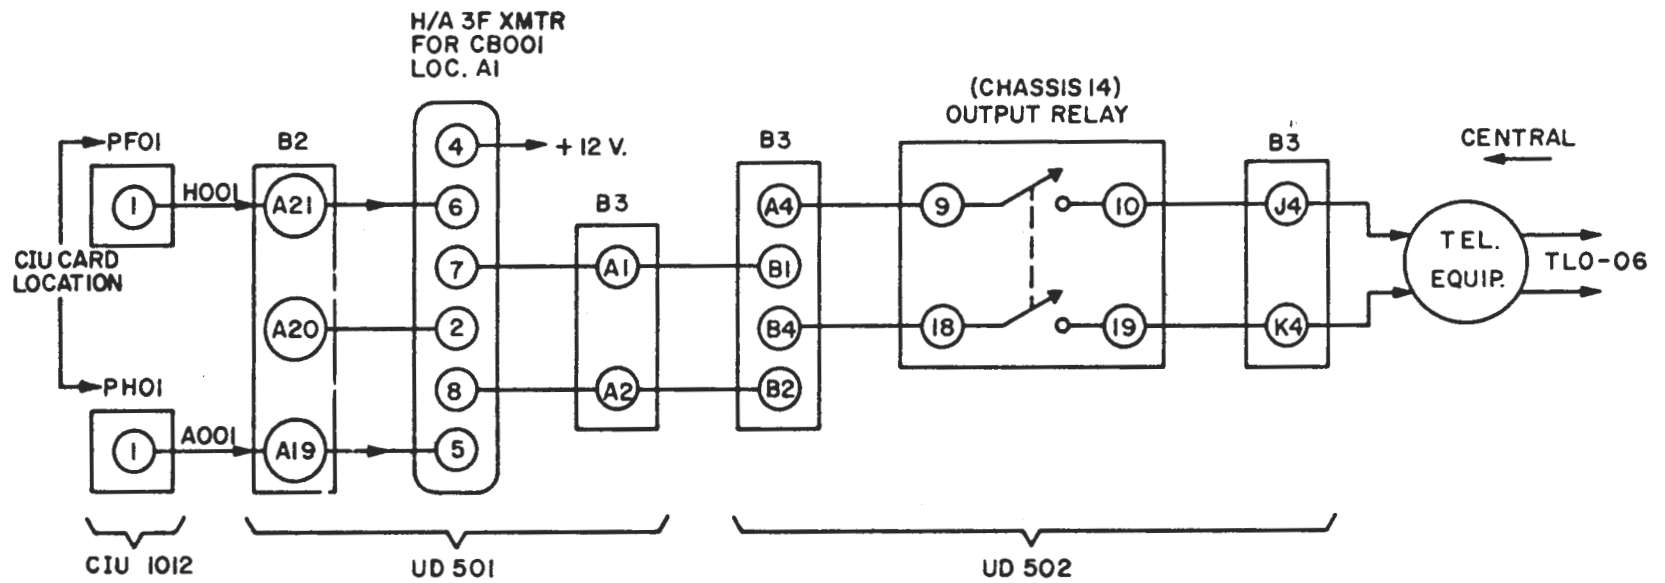 H/A 3F XMTR
FOR CB001
LOC. A1
(CHASSIS 14)
OUTPUT RELAY
PF01
B2
4
+ 12 V.
B3
B3
CENTRAL
1
H001
A21
6
B3
A4
9
10
J4
CIU CARD
LOCATION
7
A1
B1
TEL.
EQUIP.
TLO-06
A20
2
B4
18
19
K4
PH01
8
A2
B2
1
A001
A19
5
CIU 1012
UD 501
UD 502